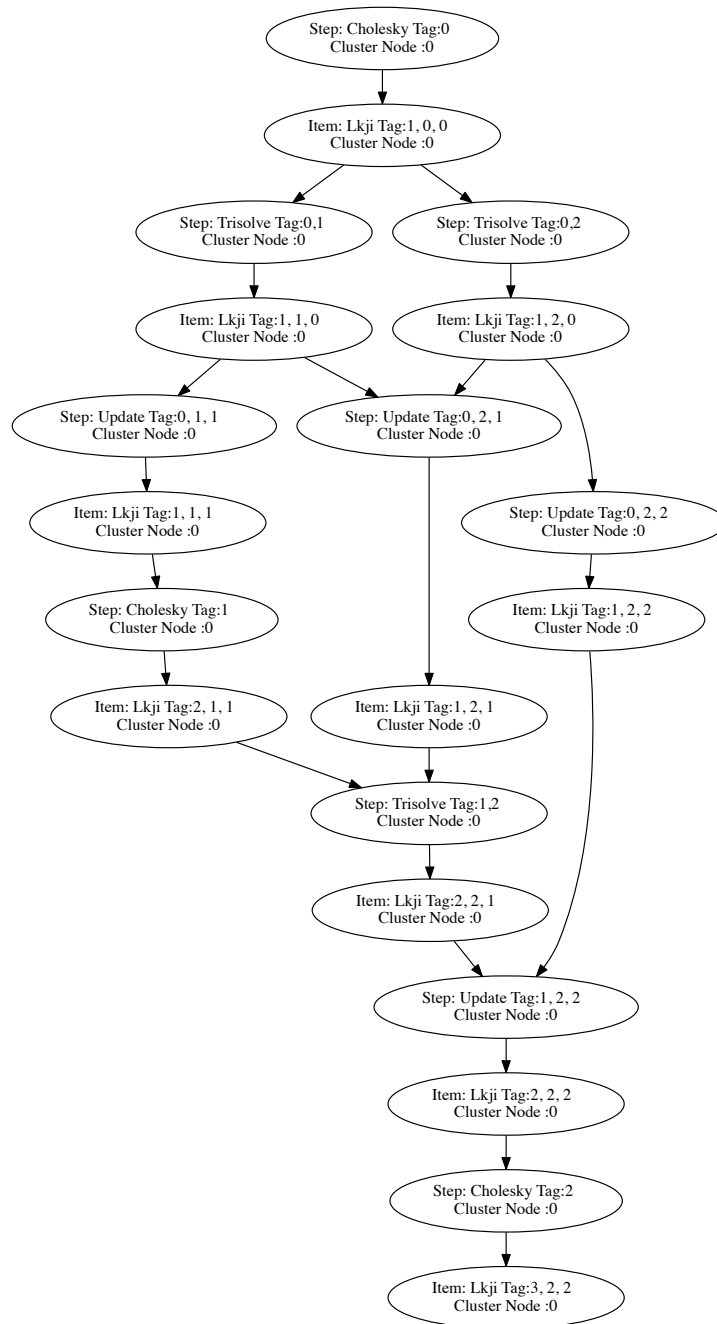 Step: Cholesky Tag:0
Cluster Node :0
Item: Lkji Tag:1, 0, 0
Cluster Node :0
Step: Trisolve Tag:0,1
Cluster Node :0
Step: Trisolve Tag:0,2
Cluster Node :0
Item: Lkji Tag:1, 1, 0
Cluster Node :0
Item: Lkji Tag:1, 2, 0
Cluster Node :0
Step: Update Tag:0, 1, 1
Cluster Node :0
Step: Update Tag:0, 2, 1
Cluster Node :0
Item: Lkji Tag:1, 1, 1
Cluster Node :0
Step: Update Tag:0, 2, 2
Cluster Node :0
Step: Cholesky Tag:1
Cluster Node :0
Item: Lkji Tag:1, 2, 2
Cluster Node :0
Item: Lkji Tag:2, 1, 1
Cluster Node :0
Item: Lkji Tag:1, 2, 1
Cluster Node :0
Step: Trisolve Tag:1,2
Cluster Node :0
Item: Lkji Tag:2, 2, 1
Cluster Node :0
Step: Update Tag:1, 2, 2
Cluster Node :0
Item: Lkji Tag:2, 2, 2
Cluster Node :0
Step: Cholesky Tag:2
Cluster Node :0
Item: Lkji Tag:3, 2, 2
Cluster Node :0